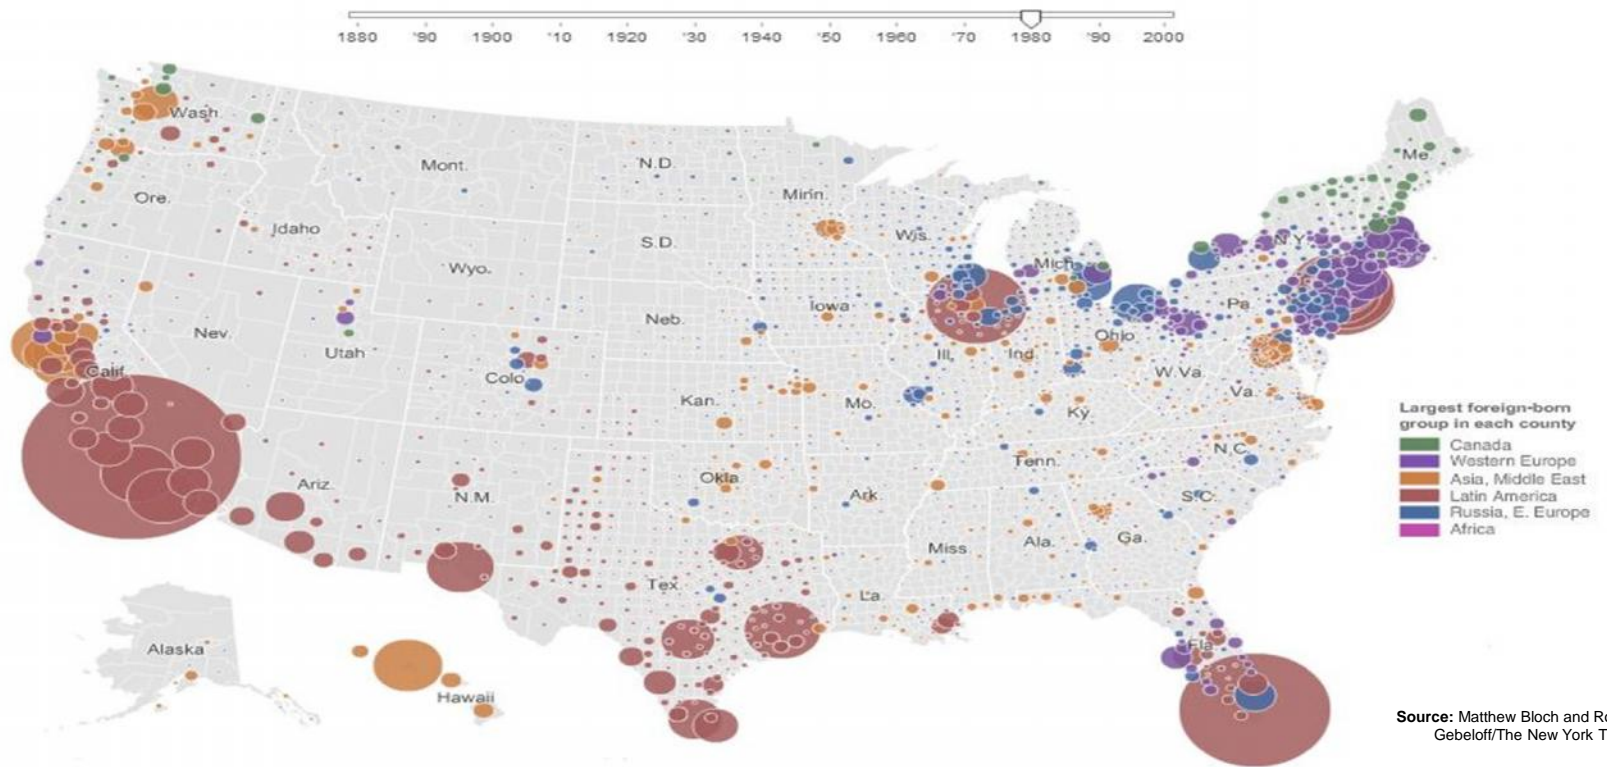 1880 '90 1900 '10 1920 '30 1940 '50 1960 '70 1980 '90 2000
Wash.
Mont.
N.D.
Minn.
Me.
Ore.
Idaho
S.D.
Wis.
N.Y.
Wyo.
Mich.
Iowa
Pa.
Nev.
Neb.
Ohio
Utah
Ill.
Ind.
Calif.
Colo.
W.Va.
Va.
Kan.
Mo.
Ky.
N.C.
Tenn.
Okla.
Ariz.
N.M.
Ark.
S.C.
Miss.
Ala.
Ga.
Tex.
La.
Fla.
Alaska
Hawaii
Largest foreign-born
group in each county
Canada
Western Europe
Asia, Middle East
Latin America
Russia, E. Europe
Africa
Source: Matthew Bloch and Ro
Gebeloff/The New York T